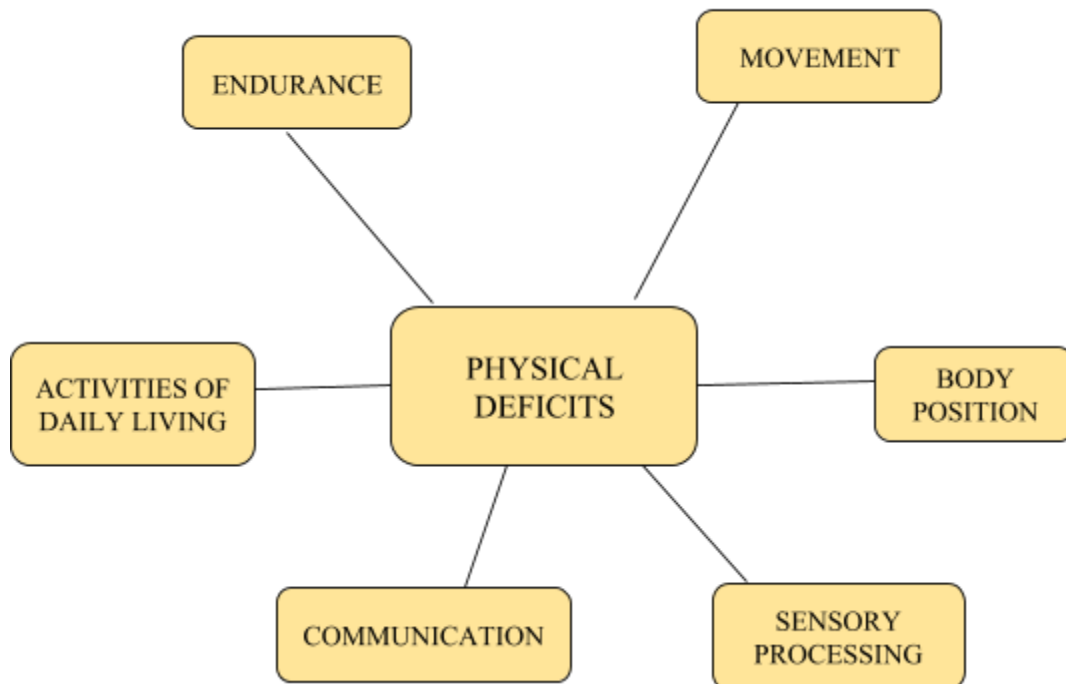 MOVEMENT
ENDURANCE
PHYSICAL
DEFICITS
ACTIVITIES OF
DAILY LIVING
BODY
POSITION
COMMUNICATION
SENSORY
PROCESSING